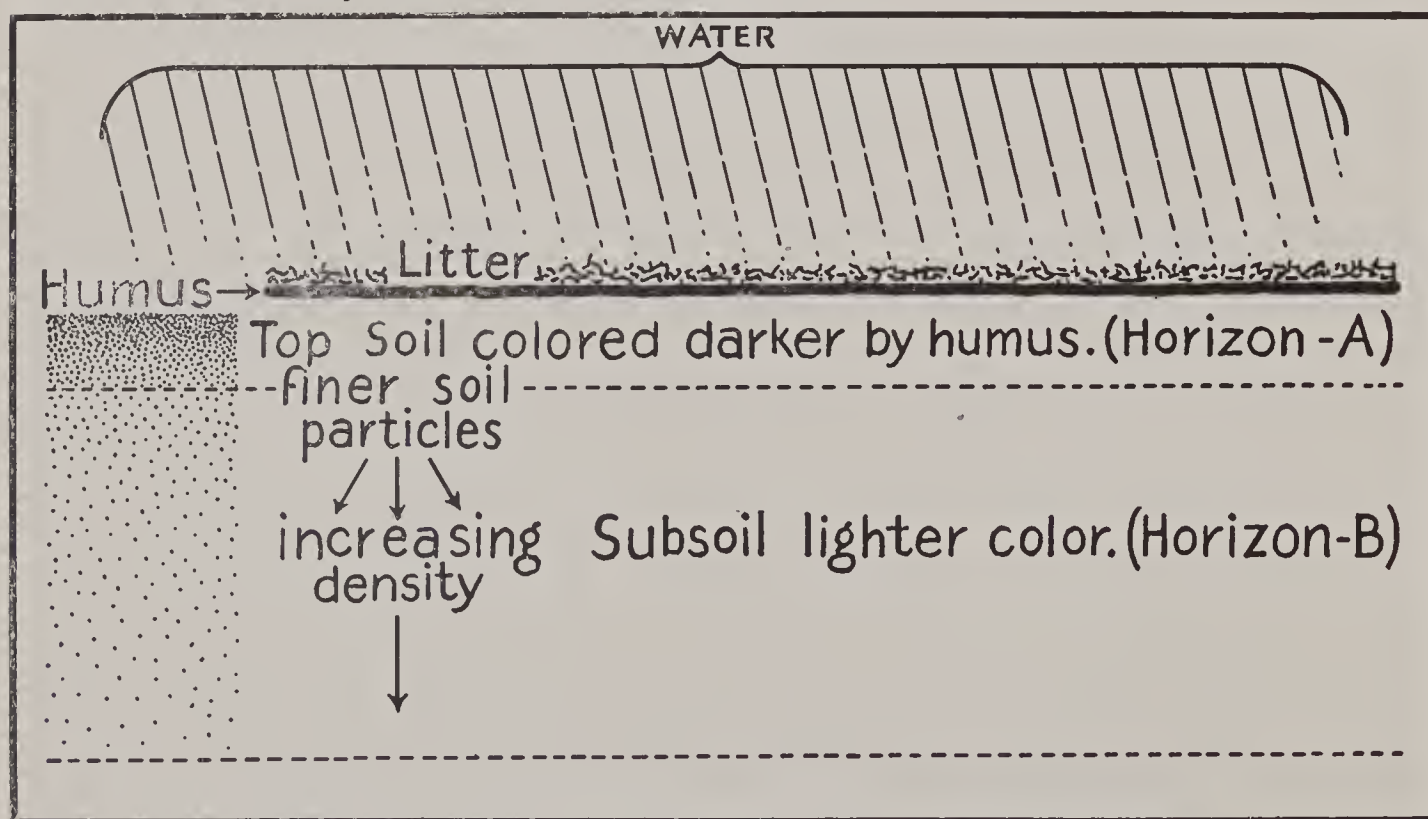 WATER
Litter
Humus
Top Soil colored darker by humus. (Horizon-A)
finer soil
particles
increasing
density
Subsoil lighter color. (Horizon-B)